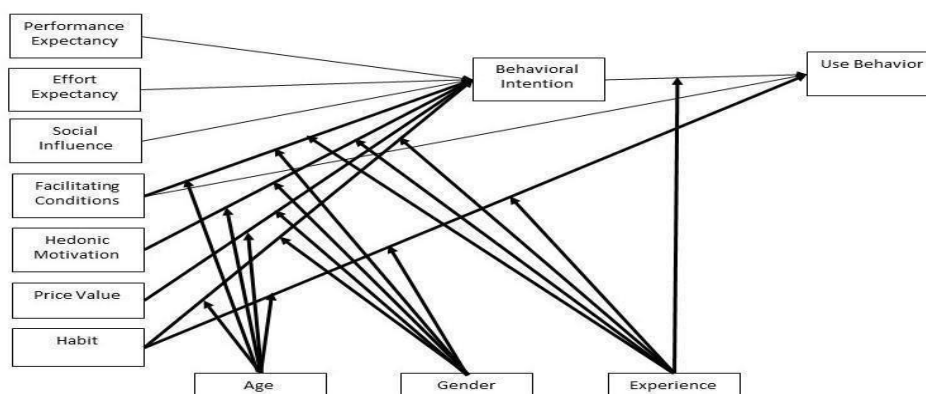 Performance
Expectancy
Effort
Expectancy
Social
Influence
Facilitating
Conditions
Hedonic
Motivation
Price Value
Habit
Behavioral
Intention
Use Behavior
Age
Gender
Experience